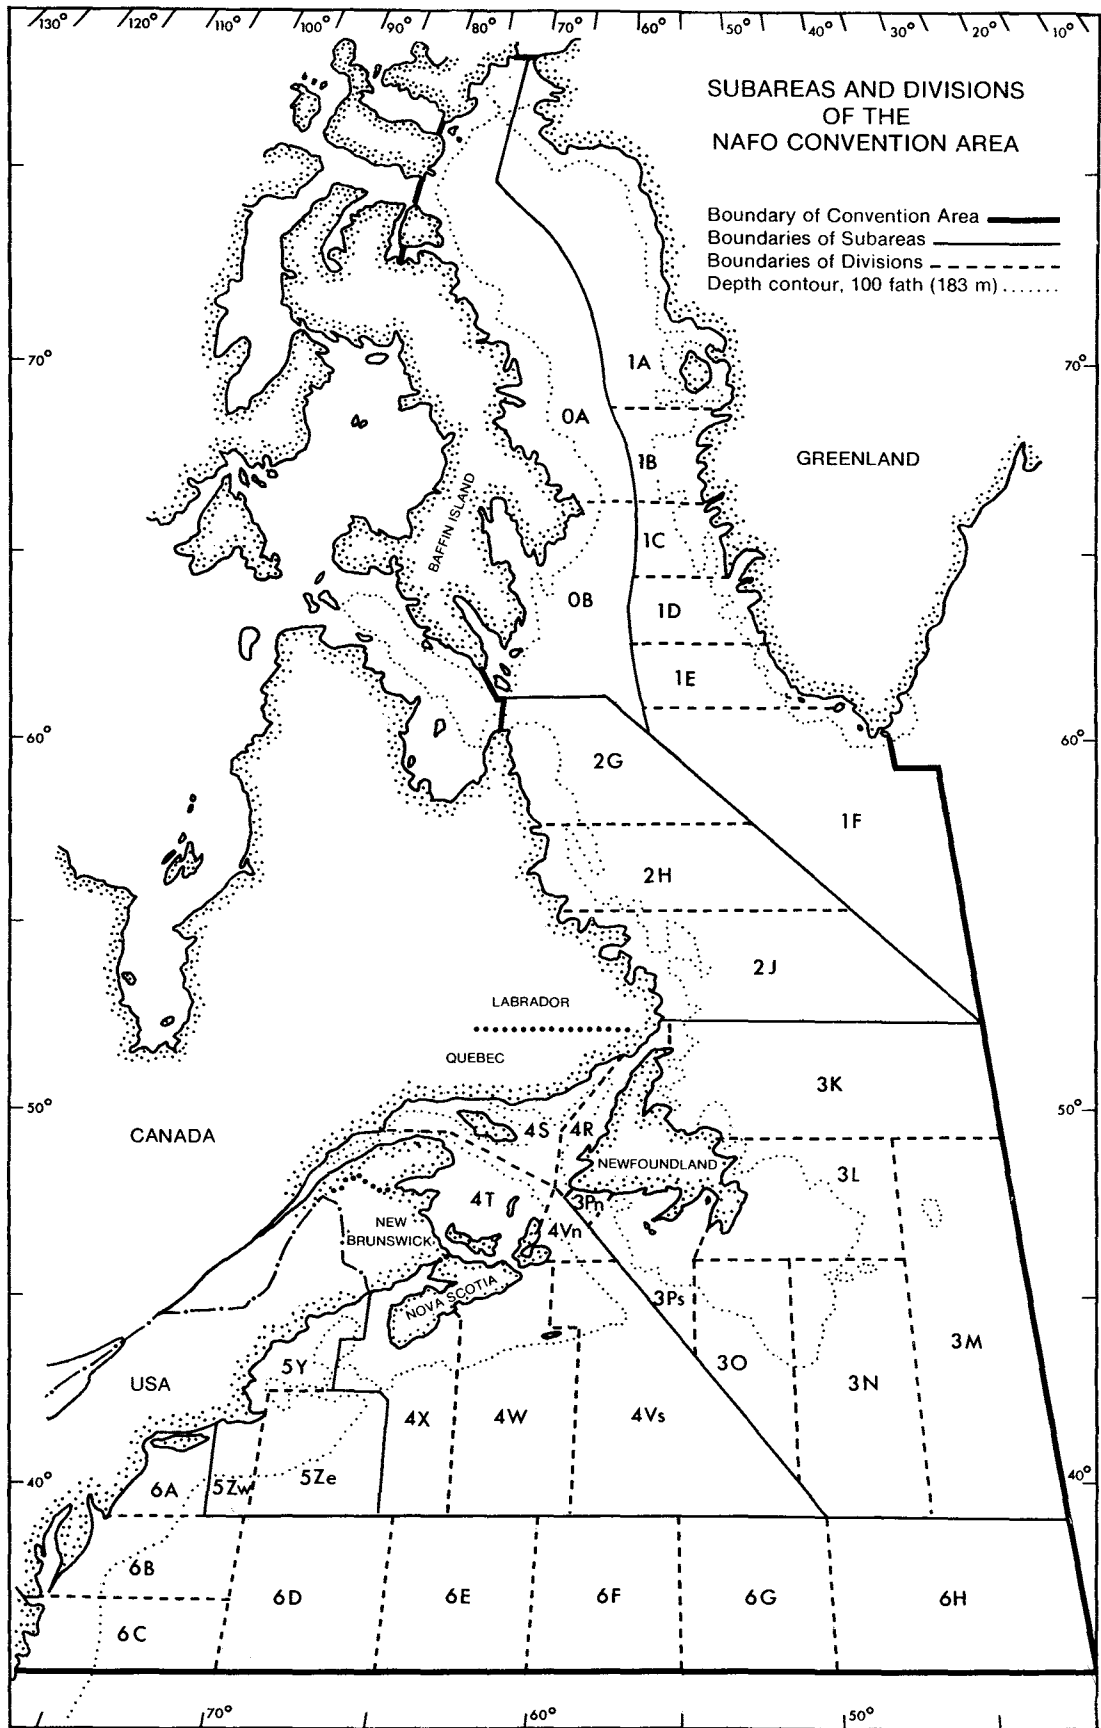 130° 120° 110° 90° 80° 70° 60° 50° 40° 30° 20° 10°
SUBAREAS AND DIVISIONS
OF THE
NAFO CONVENTION AREA
Boundary of Convention Area
Boundaries of Subareas
Boundaries of Divisions
Depth contour, 100 fath (183 m)
70°
70°
1A
0A
1B
GREENLAND
BAFFIN ISLAND
1C
0B
1D
1E
60°
60°
2G
1F
2H
2J
LABRADOR
QUEBEC
3K
50°
50°
CANADA
4S
4R
NEWFOUNDLAND
3L
4T
3Pn
NEW
BRUNSWICK
4Vn
NOVA SCOTIA
3Ps
3M
5Y
3O
USA
3N
4X
4W
4Vs
40°
40°
6A
5Zw
5Ze
6B
6D
6E
6F
6G
6H
6C
70°
60°
50°